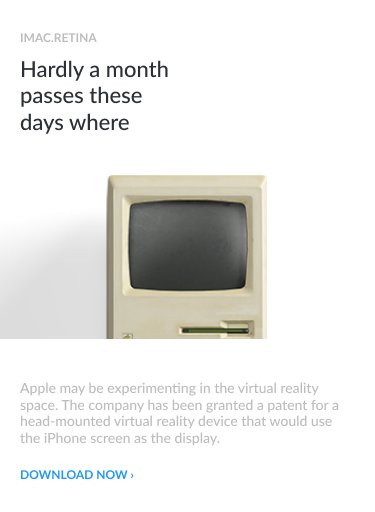 IMAC.RETINA
Hardly a month
passes these
days where
Apple may be experimenting in the virtual reality
space. The company has been granted a patent for a
head-mounted virtual reality device that would use
the iPhone screen as the display.
DOWNLOAD NOW ›